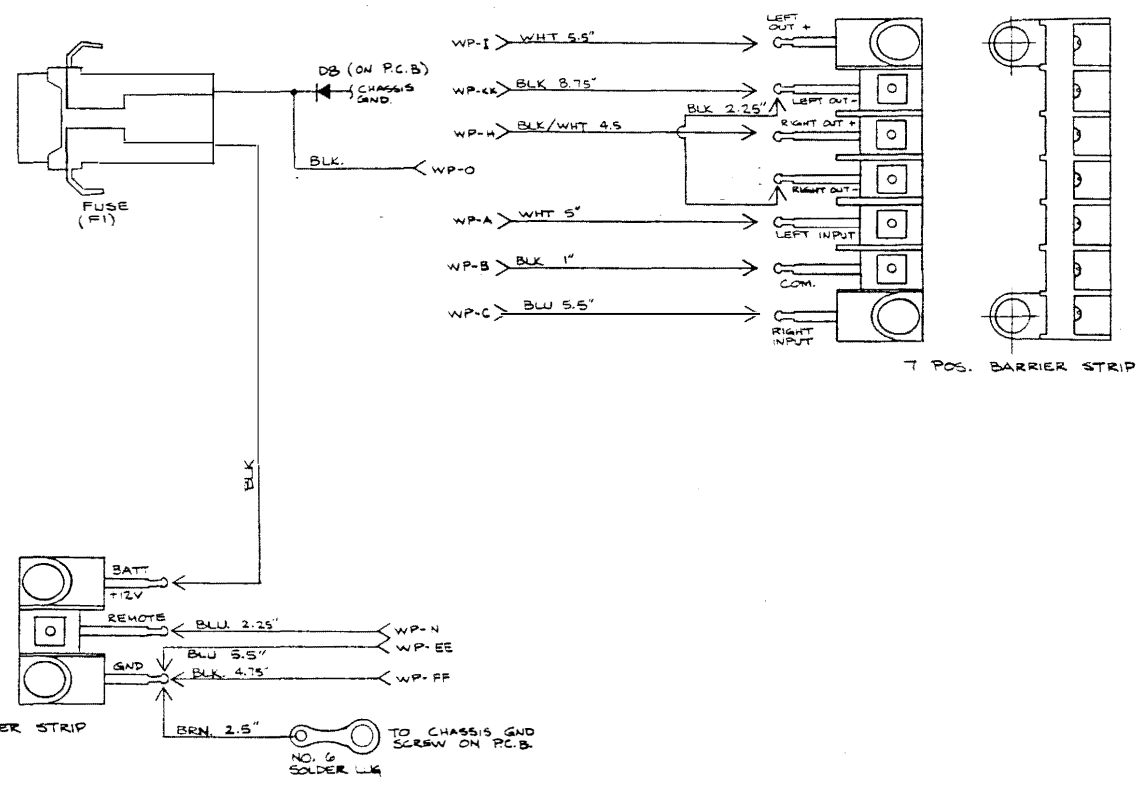 LEFT
OUT +
WP-I WHT 5.5"
D8 (ON P.C.B)
CHASSIS
GND.
WP-KK BLK 8.75"
LEFT OUT -
BLK 2.25"
RIGHT OUT +
WP-H BLK/WHT 4.5
BLK. WP-O
RIGHT OUT -
FUSE
(F1)
WP-A WHT 5"
LEFT INPUT
WP-B BLK 1"
COM.
WP-C BLU 5.5"
RIGHT
INPUT
7 POS. BARRIER STRIP
BLK
BATT.
+12V
REMOTE
BLU. 2.25" WP-N
BLU 5.5" WP-EE
GND
BLK. 4.75" WP-FF
ER STRIP
BRN. 2.5"
TO CHASSIS GND
SCREW ON P.C.B.
NO. 6
SOLDER LUG